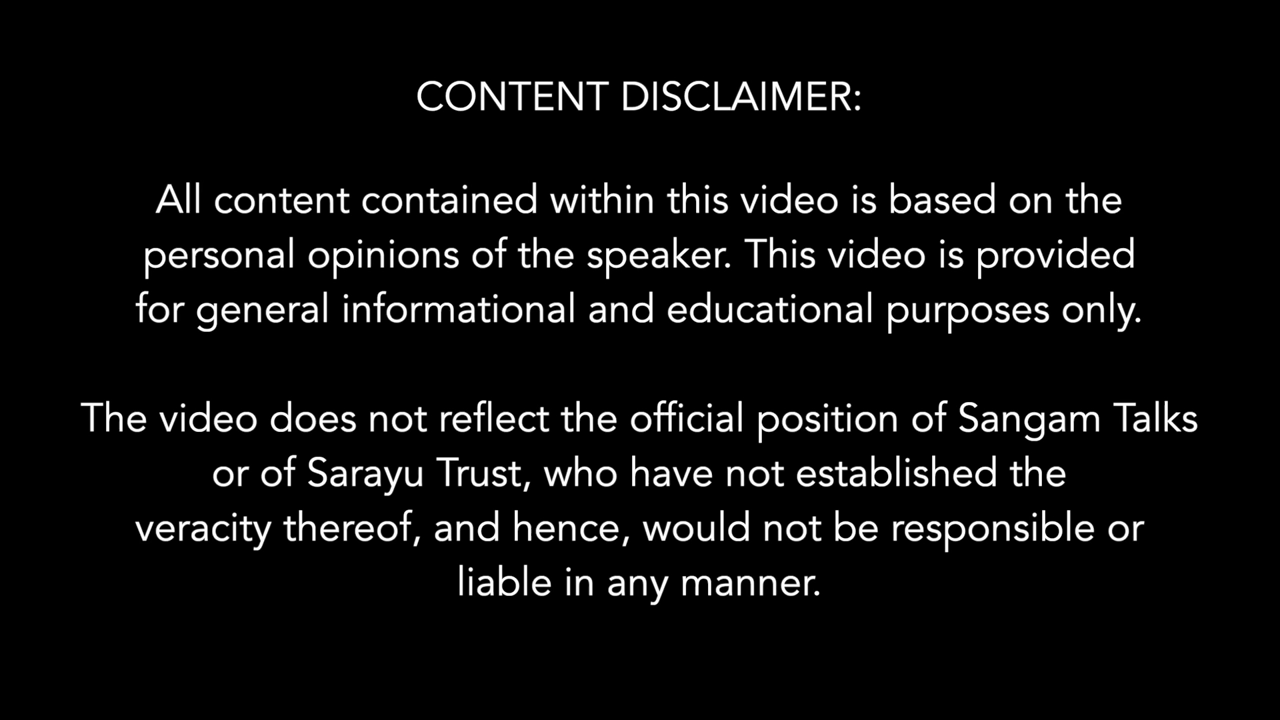 CONTENT DISCLAIMER:
All content contained within this video is based on the
personal opinions of the speaker. This video is provided
for general informational and educational purposes only.
The video does not reflect the official position of Sangam Talks
or of Sarayu Trust, who have not established the
veracity thereof, and hence, would not be responsible or
liable in any manner.